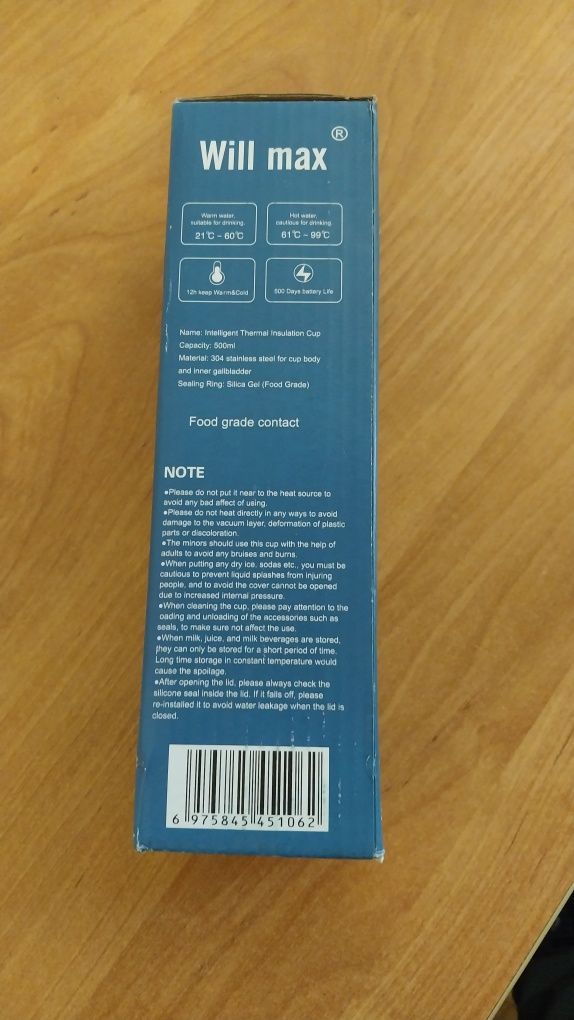 Will max ®
Warm water,
suitable for drinking.
21℃ ~ 60℃
Hot water,
cautious for drinking.
61℃ ~ 99℃
12h keep Warm&Cold
500 Days battery Life
Name: Intelligent Thermal Insulation Cup
Capacity: 500ml
Material: 304 stainless steel for cup body
and inner gallbladder
Sealing Ring: Silica Gel (Food Grade)
Food grade contact
NOTE
●Please do not put it near to the heat source to
avoid any bad affect of using.
●Please do not heat directly in any ways to avoid
damage to the vacuum layer, deformation of plastic
parts or discoloration.
●The minors should use this cup with the help of
adults to avoid any bruises and burns.
●When putting any dry ice, sodas etc., you must be
cautious to prevent liquid splashes from injuring
people, and to avoid the cover cannot be opened
due to increased internal pressure.
●When cleaning the cup, please pay attention to the
oading and unloading of the accessories such as
seals, to make sure not affect the use.
●When milk, juice, and milk beverages are stored,
they can only be stored for a short period of time.
Long time storage in constant temperature would
cause the spoilage.
●After opening the lid, please always check the
silicone seal inside the lid. If it falls off, please
re-installed it to avoid water leakage when the lid is
closed.
6 975845 451062